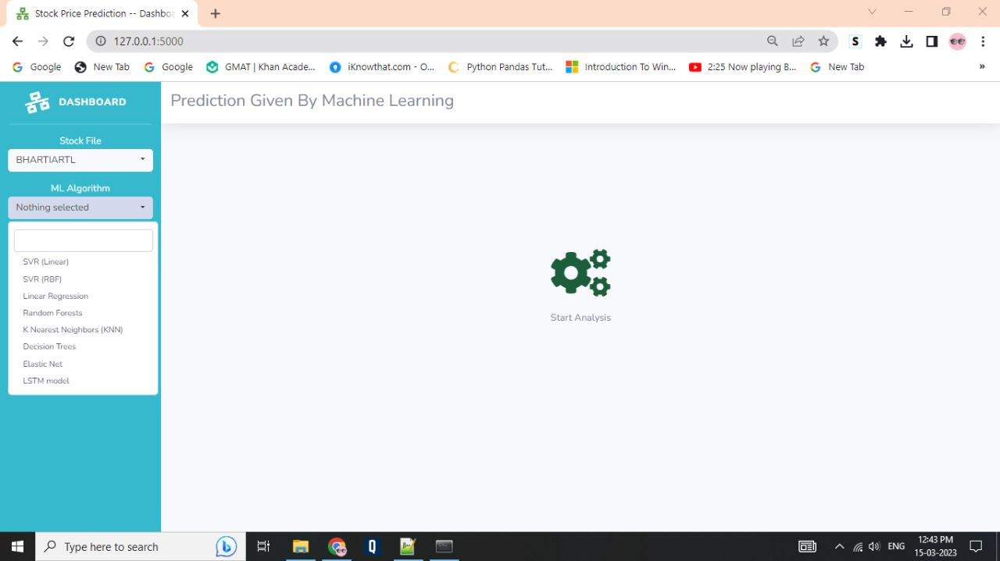 Stock Price Prediction -- Dashbo
127.0.0.1:5000
S
Google
New Tab
Google
GMAT | Khan Acade...
iKnowthat.com - O...
Python Pandas Tut...
Introduction To Win...
2:25 Now playing B...
New Tab
»
DASHBOARD
Prediction Given By Machine Learning
Stock File
BHARTIARTL
ML Algorithm
Nothing selected
SVR (Linear)
SVR (RBF)
Linear Regression
Random Forests
K Nearest Neighbors (KNN)
Decision Trees
Elastic Net
LSTM model
Start Analysis
Type here to search
Q
ENG
12:43 PM
15-03-2023